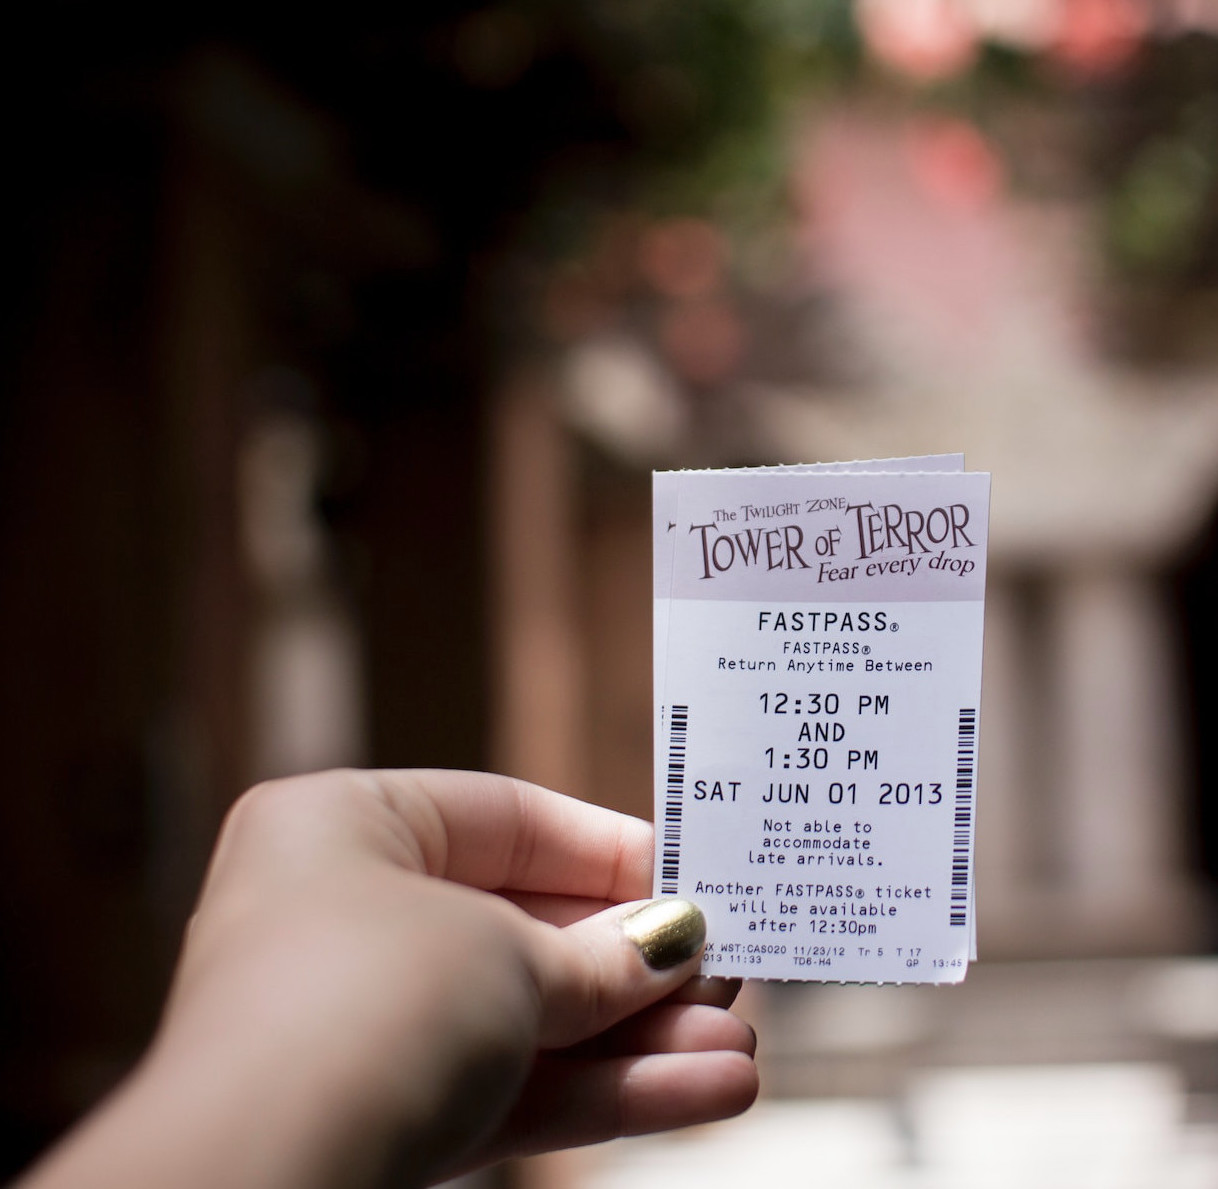 The TWILIGHT ZONE
TOWER OF TERROR
Fear every drop
FASTPASS®
FASTPASS®
Return Anytime Between
12:30 PM
AND
1:30 PM
SAT JUN 01 2013
Not able to
accommodate
late arrivals.
Another FASTPASS® ticket
will be available
after 12:30pm
WST:CAS020 11/23/12 Tr 5 T 17
11:33 TD6-H4 GP 13:45